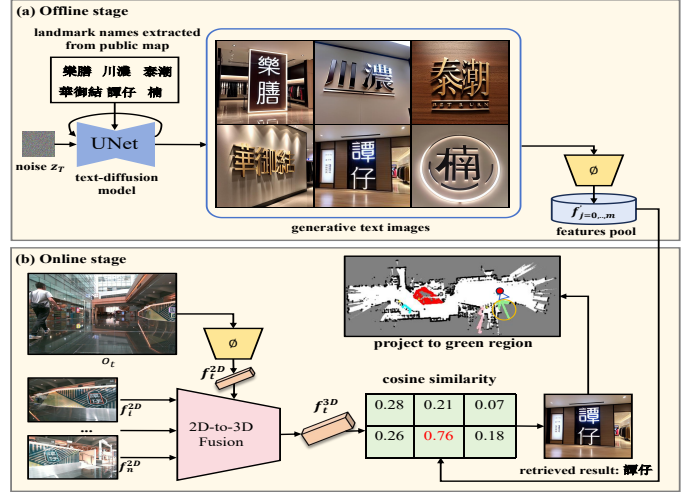 (a) Offline stage
landmark names extracted
from public map
樂膳 川濃 泰潮
華御結 譚仔 楠
UNet
noise z_T
text-diffusion
model
樂膳
川濃
泰潮
華御結
譚仔
楠
generative text images
∅
f'_{j=0,..,m}
features pool
(b) Online stage
o_t
∅
f_t^{2D}
f_i^{2D}
...
f_n^{2D}
2D-to-3D
Fusion
f_t^{3D}
project to green region
cosine similarity
0.28 0.21 0.07
0.26 0.76 0.18
譚仔
retrieved result: 譚仔